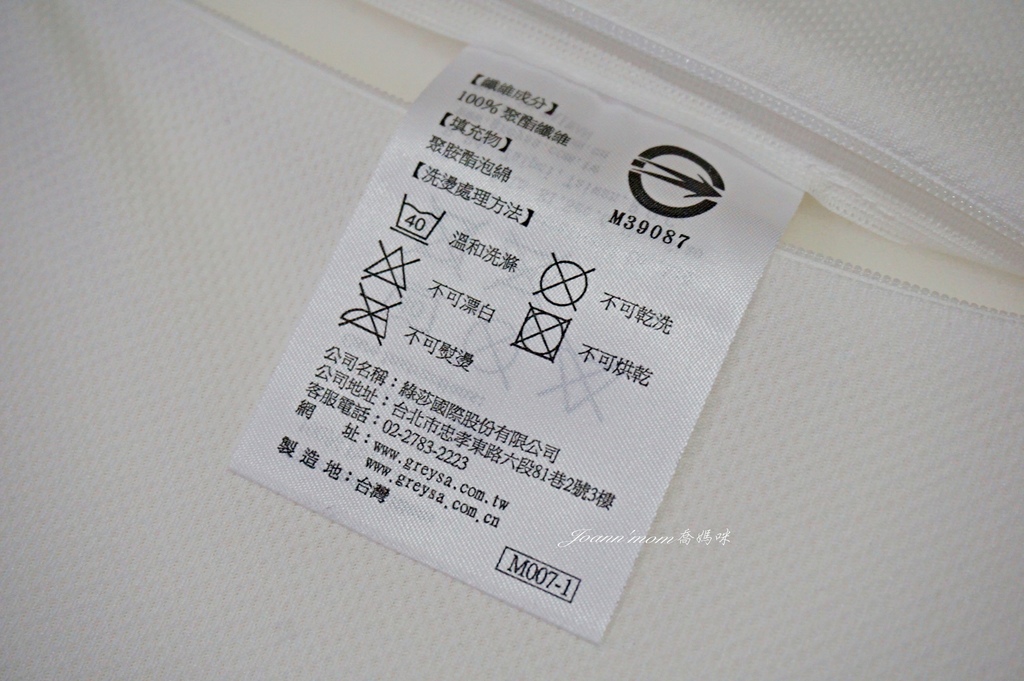 【纖維成分】
100% 聚酯纖維
【填充物】
聚胺酯泡綿
【洗燙處理方法】
M39087
40 溫和洗滌
不可乾洗
不可漂白
不可烘乾
不可熨燙
公司名稱：綠莎國際股份有限公司
公司地址：台北市忠孝東路六段81巷2號3樓
客服電話：02-2783-2223
網 址：www.greysa.com.tw
www.greysa.com.cn
製造地：台灣
M007-1
Joann'mom喬媽咪